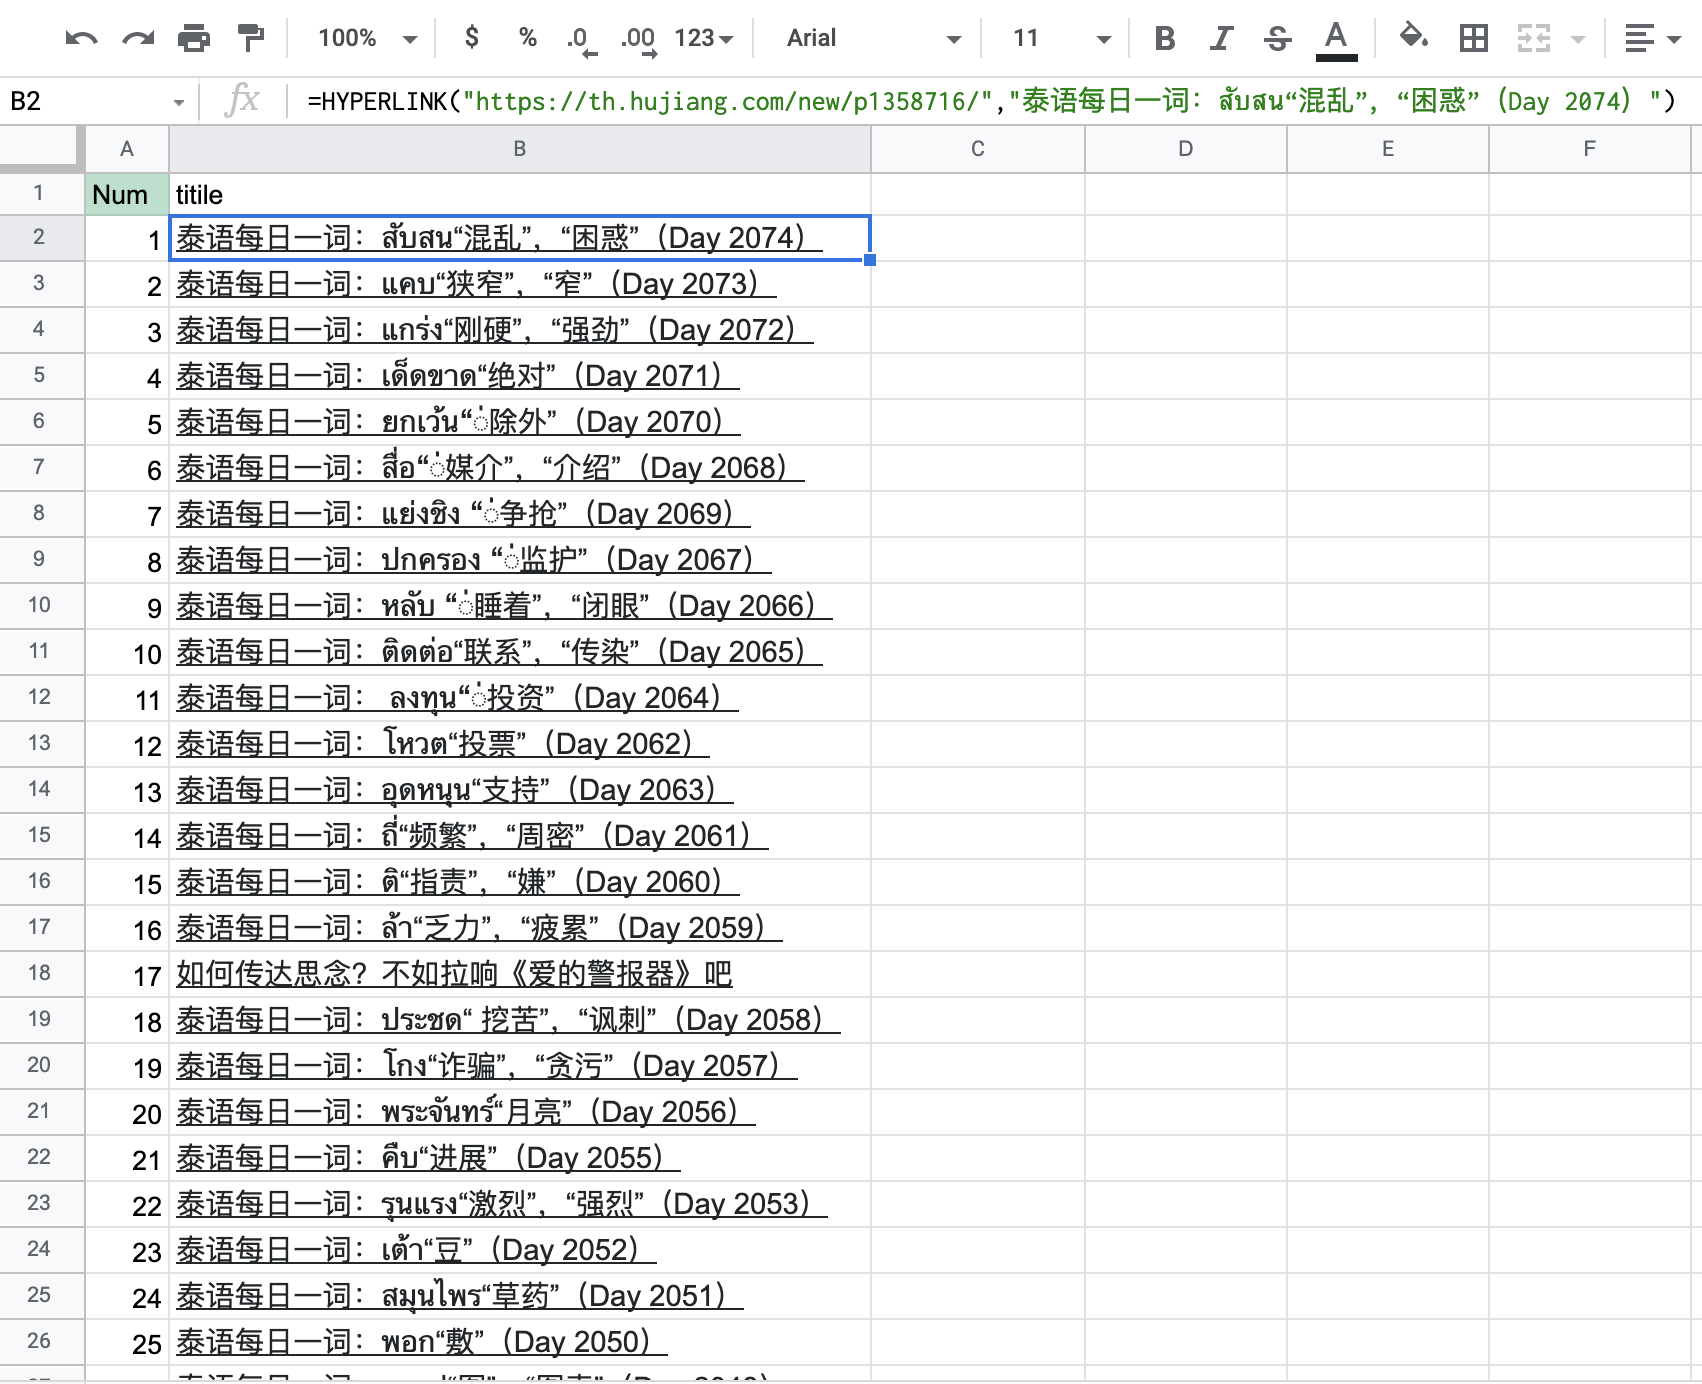 100% $ % .0 .00 123 Arial 11 B I S A
B2 fx =HYPERLINK("https://th.hujiang.com/new/p1358716/","泰语每日一词：สับสน“混乱”，“困惑”（Day 2074）")
A B C D E F
1 Num titile
2 1 泰语每日一词：สับสน“混乱”，“困惑”（Day 2074）
3 2 泰语每日一词：แคบ“狭窄”，“窄”（Day 2073）
4 3 泰语每日一词：แกร่ง“刚硬”，“强劲”（Day 2072）
5 4 泰语每日一词：เด็ดขาด“绝对”（Day 2071）
6 5 泰语每日一词：ยกเว้น“่除外”（Day 2070）
7 6 泰语每日一词：สื่อ“่媒介”，“介绍”（Day 2068）
8 7 泰语每日一词：แย่งชิง “่争抢”（Day 2069）
9 8 泰语每日一词：ปกครอง “่监护”（Day 2067）
10 9 泰语每日一词：หลับ “่睡着”，“闭眼”（Day 2066）
11 10 泰语每日一词：ติดต่อ“联系”，“传染”（Day 2065）
12 11 泰语每日一词： ลงทุน“่投资”（Day 2064）
13 12 泰语每日一词：โหวต“投票”（Day 2062）
14 13 泰语每日一词：อุดหนุน“支持”（Day 2063）
15 14 泰语每日一词：ถี่“频繁”，“周密”（Day 2061）
16 15 泰语每日一词：ติ“指责”，“嫌”（Day 2060）
17 16 泰语每日一词：ล้า“乏力”，“疲累”（Day 2059）
18 17 如何传达思念？不如拉响《爱的警报器》吧
19 18 泰语每日一词：ประชด“ 挖苦”，“讽刺”（Day 2058）
20 19 泰语每日一词：โกง“诈骗”，“贪污”（Day 2057）
21 20 泰语每日一词：พระจันทร์“月亮”（Day 2056）
22 21 泰语每日一词：คืบ“进展”（Day 2055）
23 22 泰语每日一词：รุนแรง“激烈”，“强烈”（Day 2053）
24 23 泰语每日一词：เต้า“豆”（Day 2052）
25 24 泰语每日一词：สมุนไพร“草药”（Day 2051）
26 25 泰语每日一词：พอก“敷”（Day 2050）